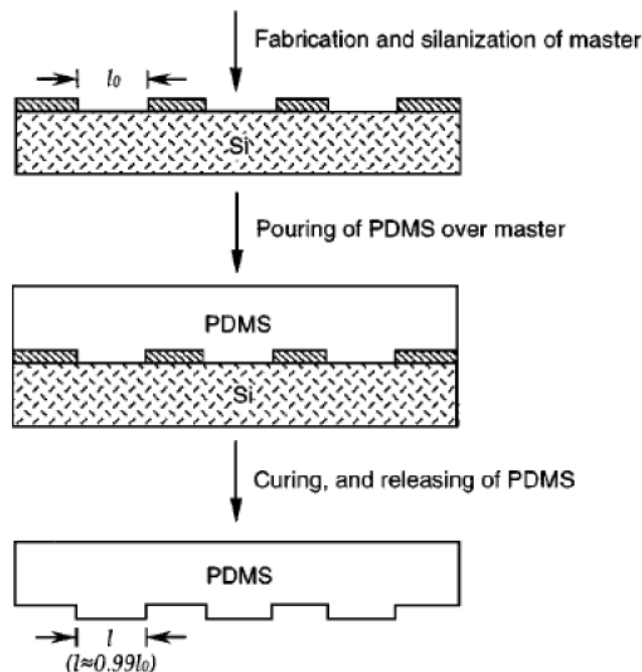 Fabrication and silanization of master
l₀
Si
Pouring of PDMS over master
PDMS
Si
Curing, and releasing of PDMS
PDMS
l
(l≈0.99l₀)